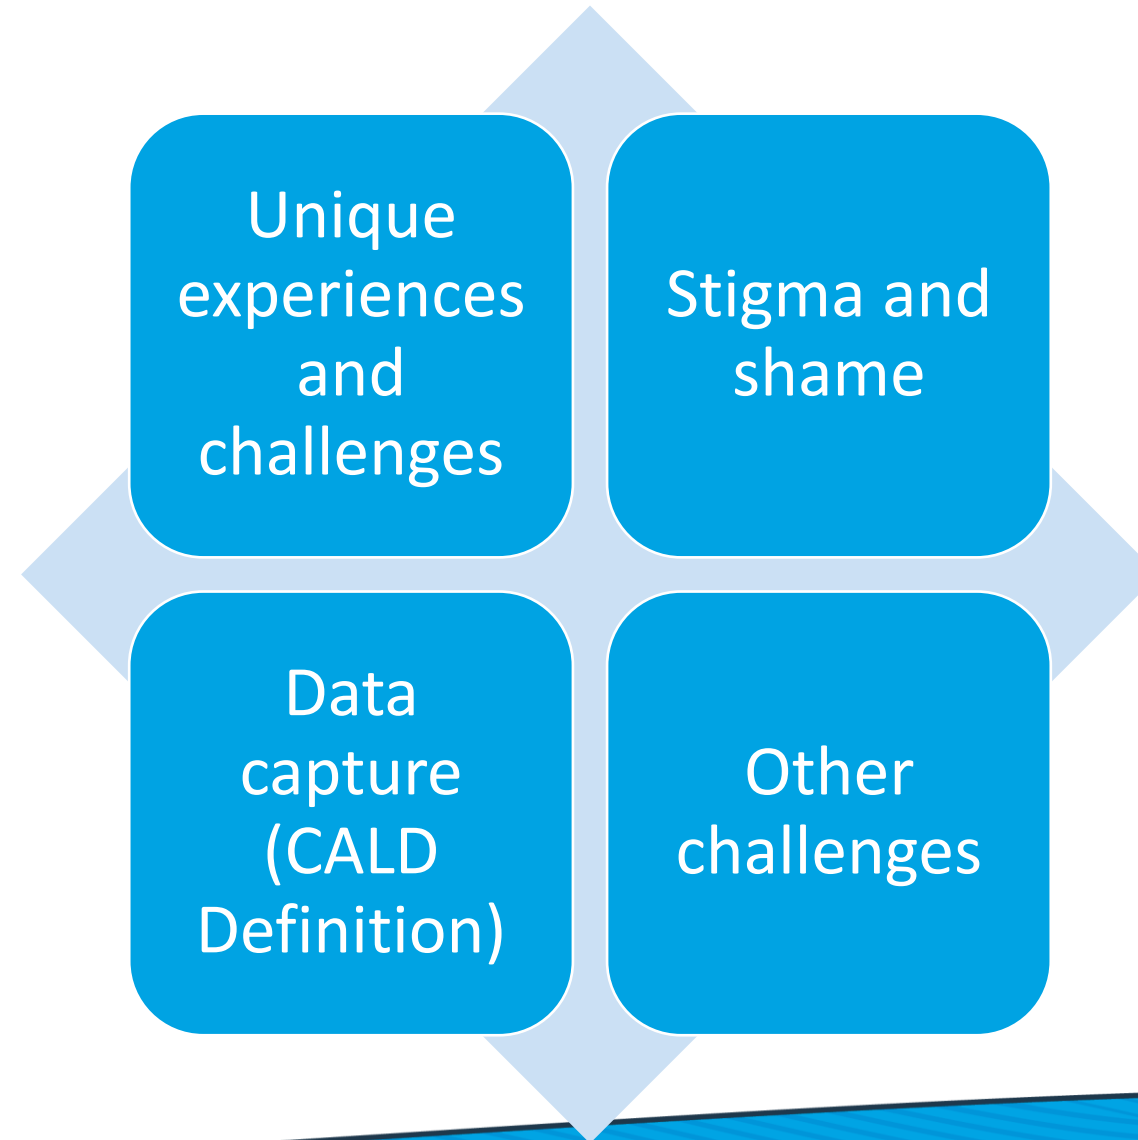 Unique
experiences
and
challenges
Stigma and
shame
Data
capture
(CALD
Definition)
Other
challenges